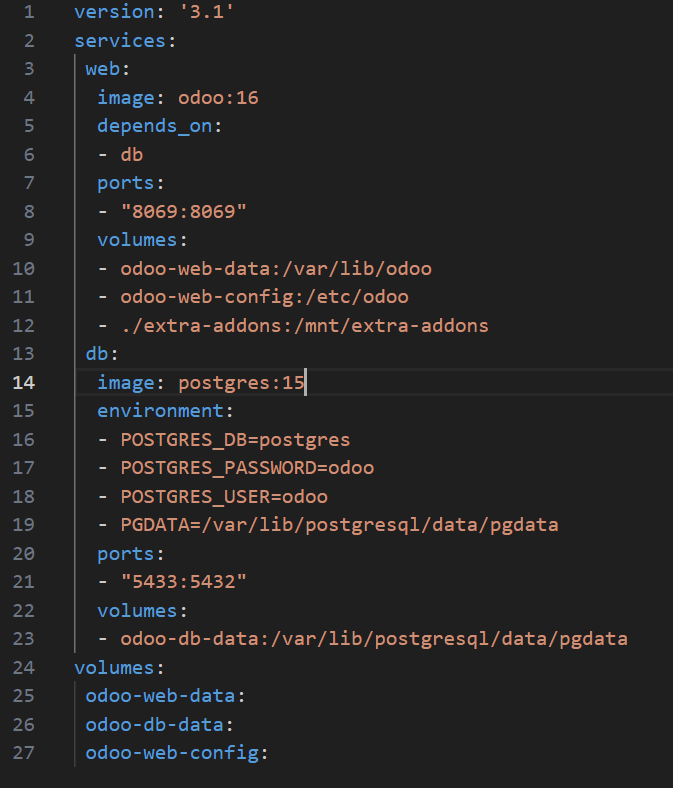 1 version: '3.1'
2 services:
3  web:
4   image: odoo:16
5   depends_on:
6   - db
7   ports:
8   - "8069:8069"
9   volumes:
10   - odoo-web-data:/var/lib/odoo
11   - odoo-web-config:/etc/odoo
12   - ./extra-addons:/mnt/extra-addons
13  db:
14   image: postgres:15
15   environment:
16   - POSTGRES_DB=postgres
17   - POSTGRES_PASSWORD=odoo
18   - POSTGRES_USER=odoo
19   - PGDATA=/var/lib/postgresql/data/pgdata
20   ports:
21   - "5433:5432"
22   volumes:
23   - odoo-db-data:/var/lib/postgresql/data/pgdata
24 volumes:
25  odoo-web-data:
26  odoo-db-data:
27  odoo-web-config: